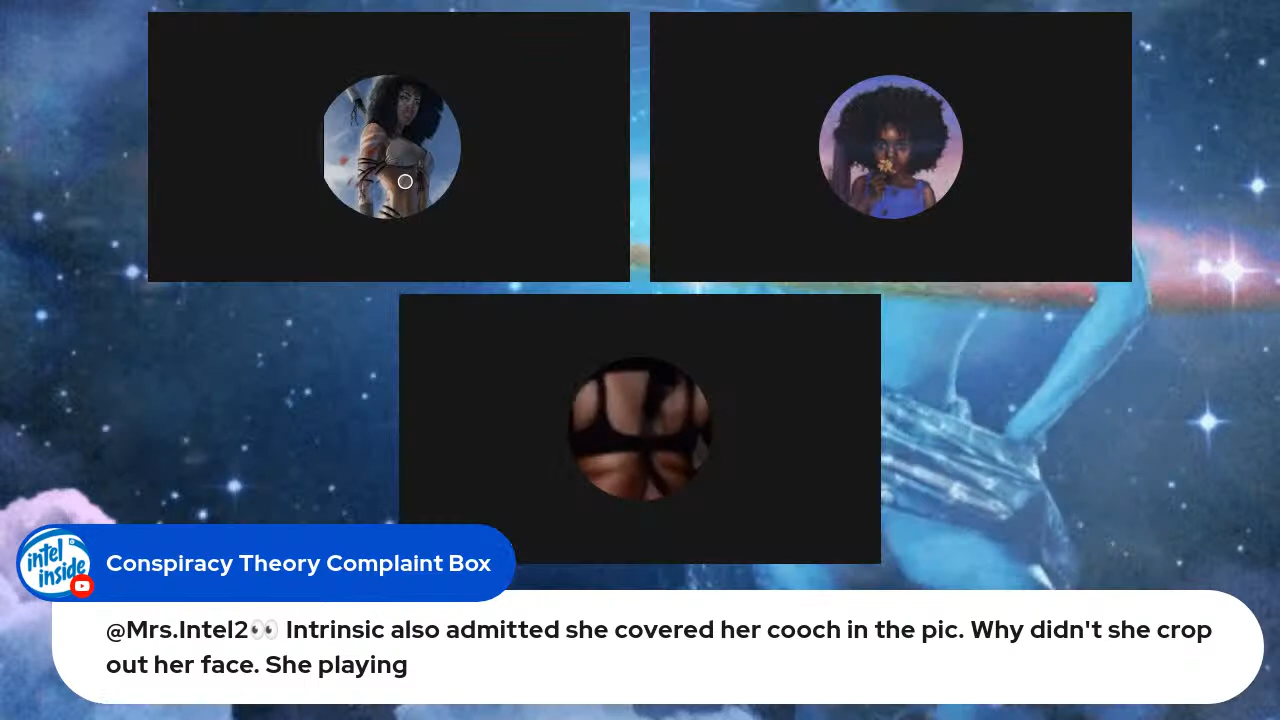 intel
inside
Conspiracy Theory Complaint Box
@Mrs.Intel2👀 Intrinsic also admitted she covered her cooch in the pic. Why didn't she crop
out her face. She playing